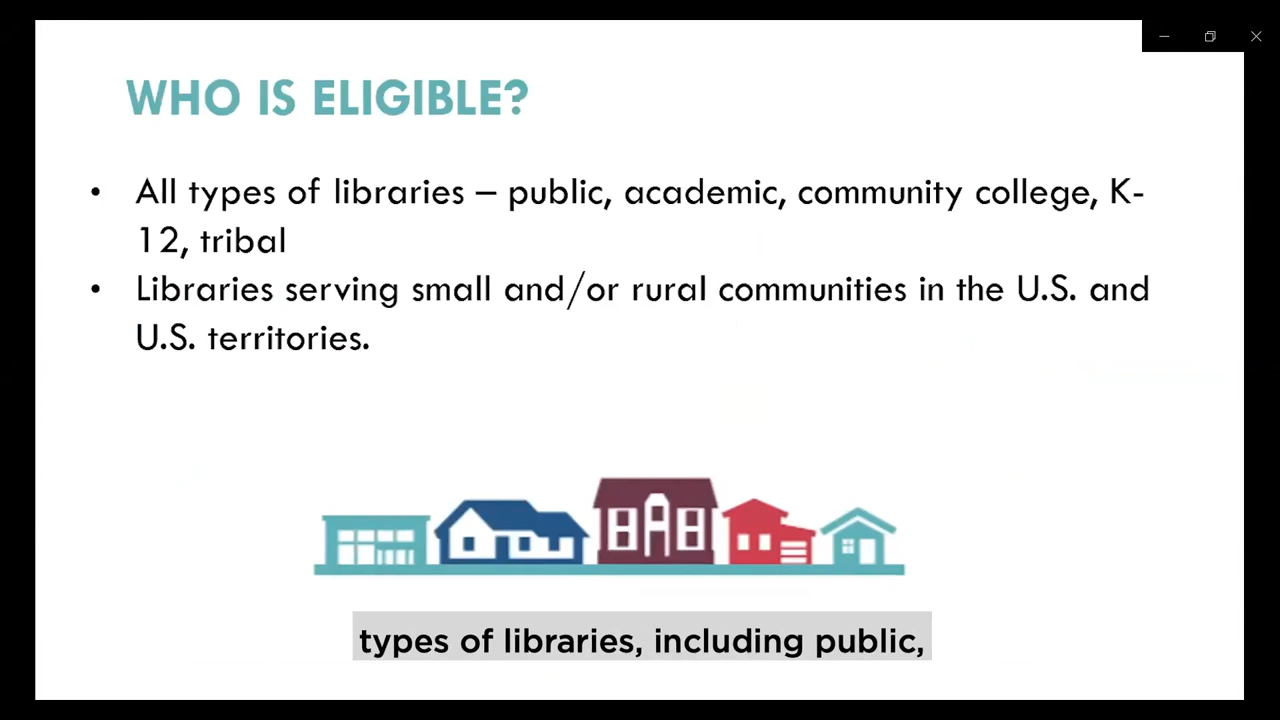 WHO IS ELIGIBLE?
• All types of libraries – public, academic, community college, K-
12, tribal
• Libraries serving small and/or rural communities in the U.S. and
U.S. territories.
types of libraries, including public,